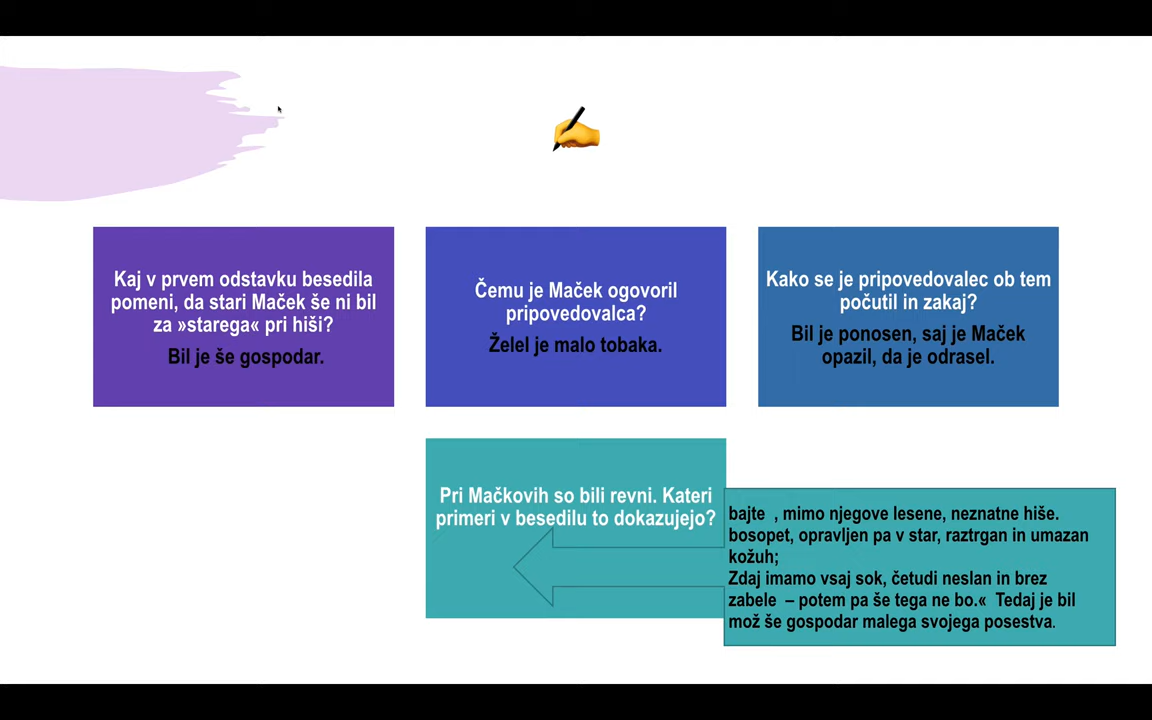 Kaj v prvem odstavku besedila
pomeni, da stari Maček še ni bil
za »starega« pri hiši?
Bil je še gospodar.
Čemu je Maček ogovoril
pripovedovalca?
Želel je malo tobaka.
Kako se je pripovedovalec ob tem
počutil in zakaj?
Bil je ponosen, saj je Maček
opazil, da je odrasel.
Pri Mačkovih so bili revni. Kateri
primeri v besedilu to dokazujejo?
bajte , mimo njegove lesene, neznatne hiše.
bosopet, opravljen pa v star, raztrgan in umazan
kožuh;
Zdaj imamo vsaj sok, četudi neslan in brez
zabele – potem pa še tega ne bo.« Tedaj je bil
mož še gospodar malega svojega posestva.